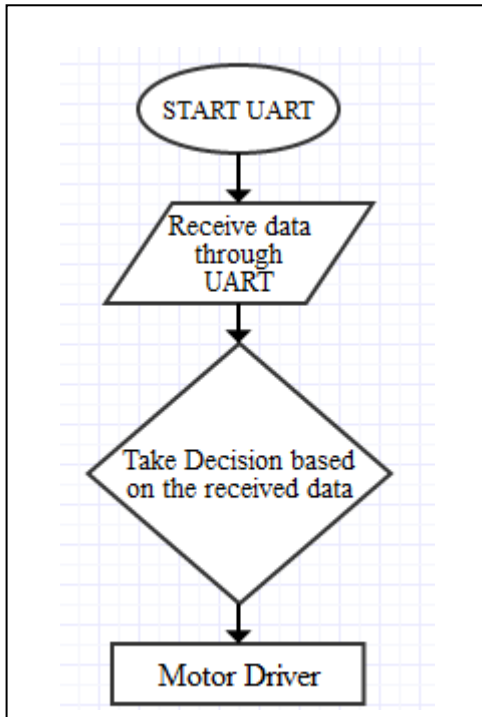 START UART
Receive data
through
UART
Take Decision based
on the received data
Motor Driver